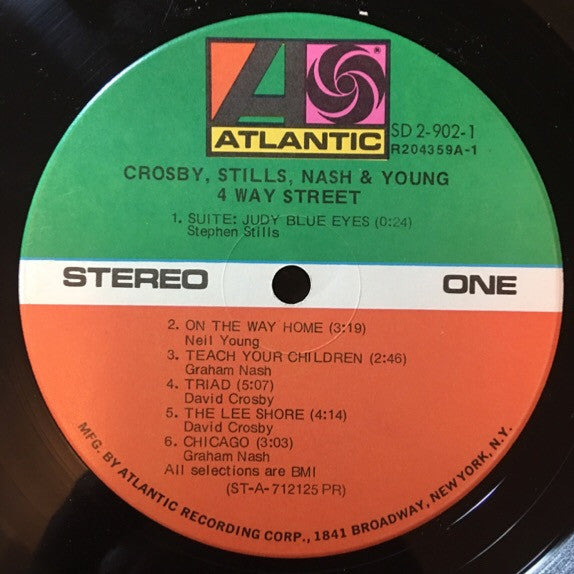 ATLANTIC®
SD 2-902-1
R204359A-1
CROSBY, STILLS, NASH & YOUNG
4 WAY STREET
1. SUITE: JUDY BLUE EYES (0:24)
Stephen Stills
STEREO
ONE
2. ON THE WAY HOME (3:19)
Neil Young
3. TEACH YOUR CHILDREN (2:46)
Graham Nash
4. TRIAD (5:07)
David Crosby
5. THE LEE SHORE (4:14)
David Crosby
6. CHICAGO (3:03)
Graham Nash
All selections are BMI
(ST-A-712125 PR)
MFG. BY ATLANTIC RECORDING CORP., 1841 BROADWAY, NEW YORK, N.Y.